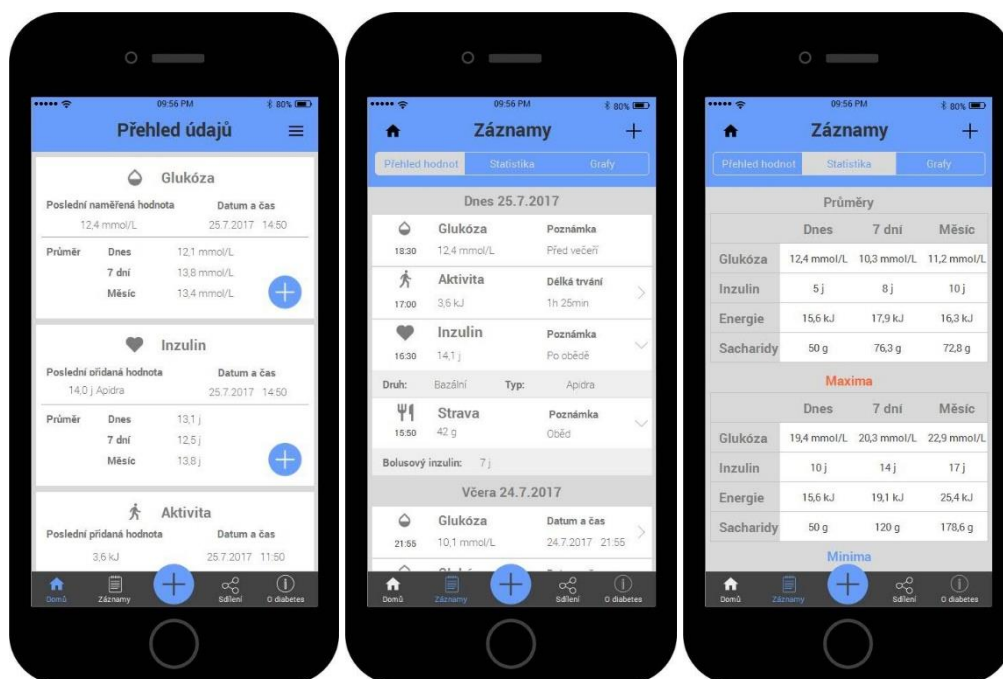 09:56 PM 80%
Přehled údajů
Glukóza
Poslední naměřená hodnota Datum a čas
12,4 mmol/L 25.7.2017 14:50
Průměr Dnes 12,1 mmol/L
7 dní 13,8 mmol/L
Měsíc 13,4 mmol/L
Inzulin
Poslední přidaná hodnota Datum a čas
14,0 j Apidra 25.7.2017 14:50
Průměr Dnes 13,1 j
7 dní 12,5 j
Měsíc 13,8 j
Aktivita
Poslední přidaná hodnota Datum a čas
3,6 kJ 25.7.2017 11:50
Domů Záznamy Sdílení O diabetes
09:56 PM 80%
Záznamy
Přehled hodnot Statistika Grafy
Dnes 25.7.2017
Glukóza Poznámka
18:30 12,4 mmol/L Před večeří
Aktivita Délká trvání
17:00 3,6 kJ 1h 25min
Inzulin Poznámka
16:30 14,1 j Po obědě
Druh: Bazální Typ: Apidra
Strava Poznámka
15:50 42 g Oběd
Bolusový inzulin: 7 j
Včera 24.7.2017
Glukóza Datum a čas
21:55 10,1 mmol/L 24.7.2017 21:55
Domů Záznamy Sdílení O diabetes
09:56 PM 80%
Záznamy
Přehled hodnot Statistika Grafy
Průměry
Dnes 7 dní Měsíc
Glukóza 12,4 mmol/L 10,3 mmol/L 11,2 mmol/L
Inzulin 5 j 8 j 10 j
Energie 15,6 kJ 17,9 kJ 16,3 kJ
Sacharidy 50 g 76,3 g 72,8 g
Maxima
Dnes 7 dní Měsíc
Glukóza 19,4 mmol/L 20,3 mmol/L 22,9 mmol/L
Inzulin 10 j 14 j 17 j
Energie 15,6 kJ 19,1 kJ 25,4 kJ
Sacharidy 50 g 120 g 178,6 g
Minima
Domů Záznamy Sdílení O diabetes